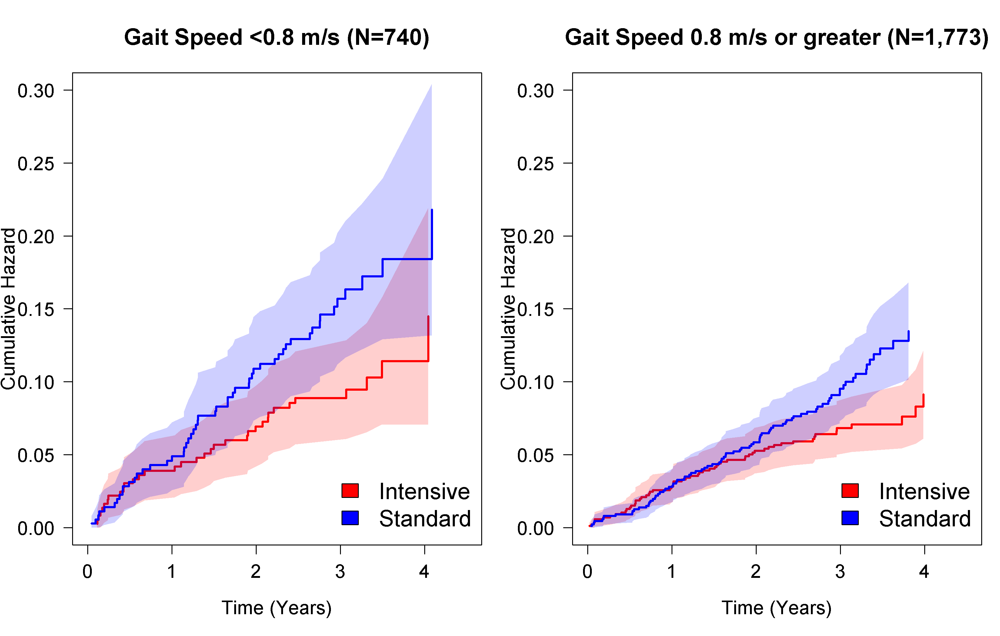 Gait Speed <0.8 m/s (N=740)
Cumulative Hazard
0.30
0.25
0.20
0.15
0.10
0.05
0.00
0 1 2 3 4
Time (Years)
Intensive
Standard
Gait Speed 0.8 m/s or greater (N=1,773)
Cumulative Hazard
0.30
0.25
0.20
0.15
0.10
0.05
0.00
0 1 2 3 4
Time (Years)
Intensive
Standard